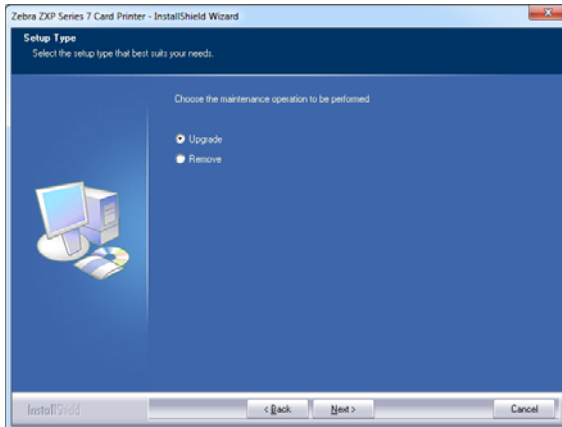 Zebra ZXP Series 7 Card Printer - InstallShield Wizard
Setup Type
Select the setup type that best suits your needs.
Choose the maintenance operation to be performed
Upgrade
Remove
InstallShield
< Back
Next >
Cancel